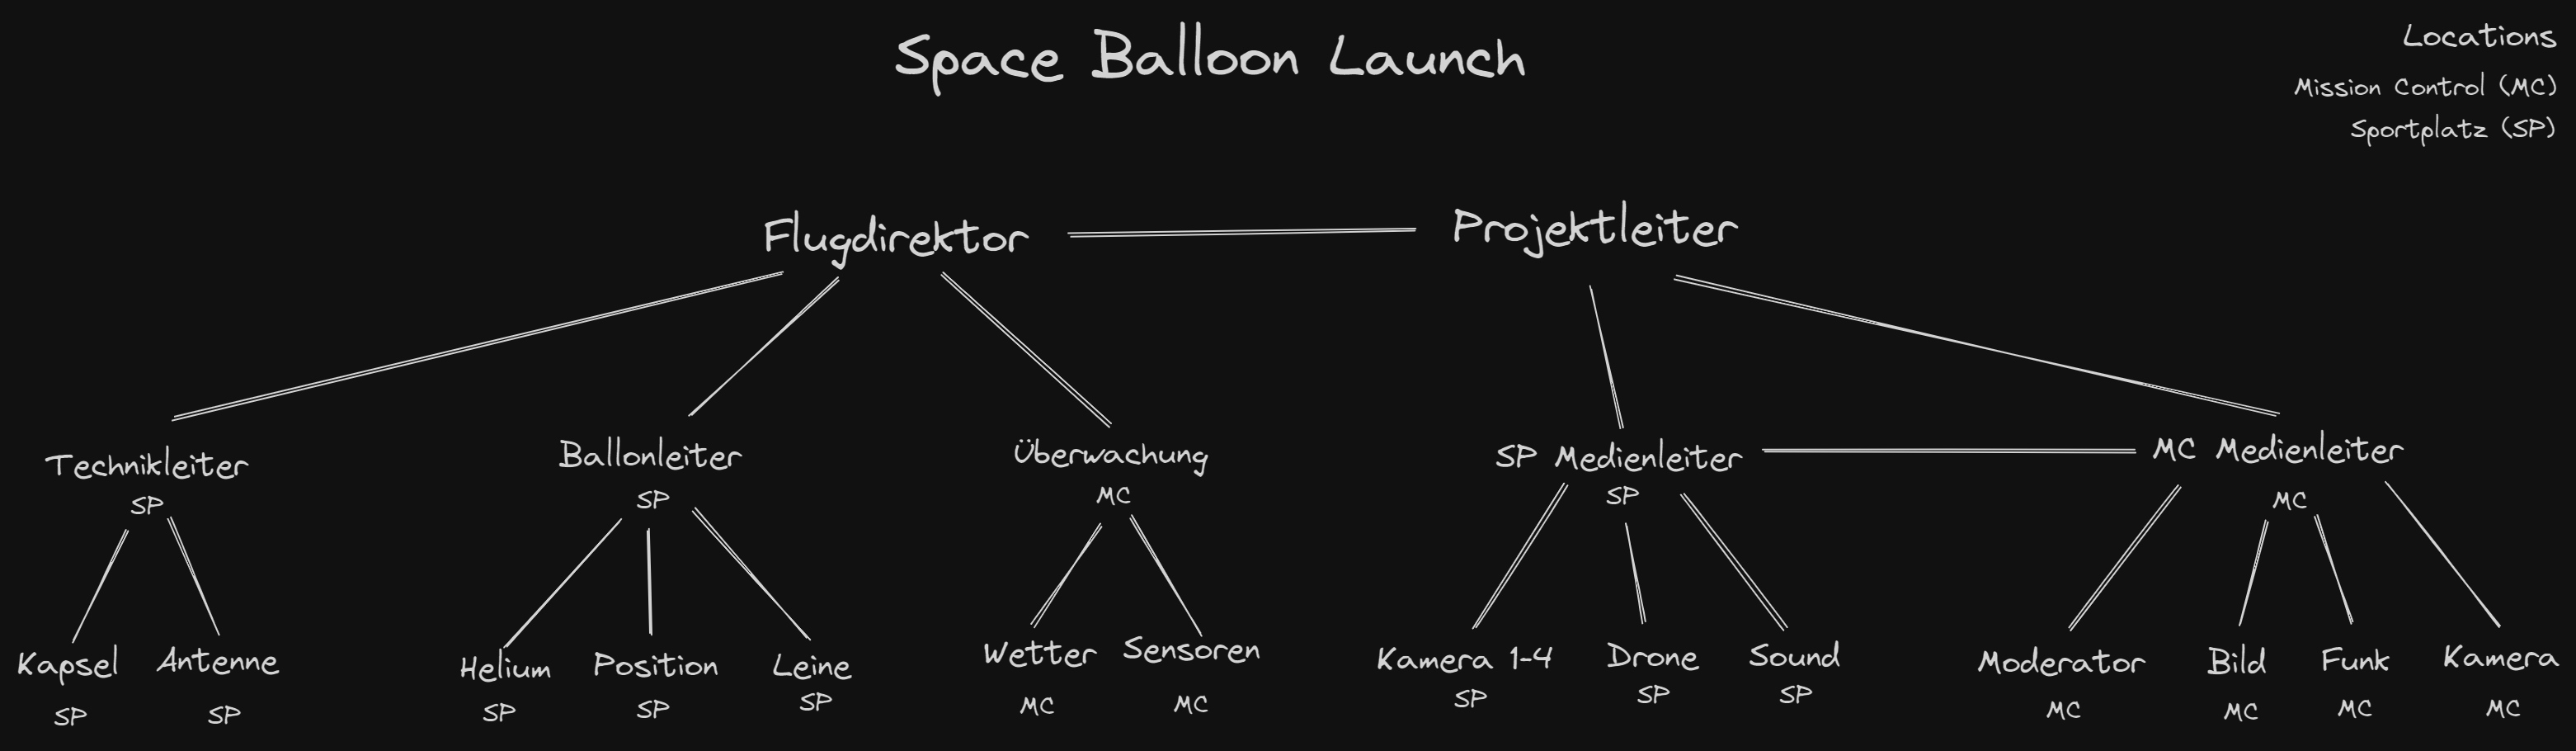 Space Balloon Launch
Locations
Mission Control (MC)
Sportplatz (SP)
Flugdirektor
Projektleiter
Technikleiter
SP
Ballonleiter
SP
Überwachung
MC
SP Medienleiter
SP
MC Medienleiter
MC
Kapsel
SP
Antenne
SP
Helium
SP
Position
SP
Leine
SP
Wetter
MC
Sensoren
MC
Kamera 1-4
SP
Drone
SP
Sound
SP
Moderator
MC
Bild
MC
Funk
MC
Kamera
MC